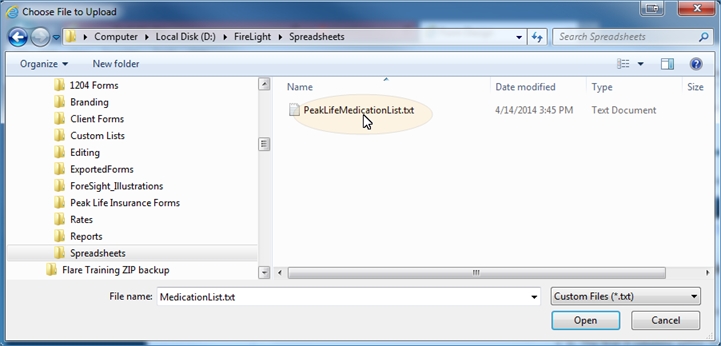 Choose File to Upload
Computer Local Disk (D:) FireLight Spreadsheets
Search Spreadsheets
Organize New folder
Name Date modified Type Size
1204 Forms
Branding
Client Forms
Custom Lists
Editing
ExportedForms
ForeSight_Illustrations
Peak Life Insurance Forms
Rates
Reports
Spreadsheets
Flare Training ZIP backup
PeakLifeMedicationList.txt 4/14/2014 3:45 PM Text Document
File name: MedicationList.txt Custom Files (*.txt)
Open Cancel